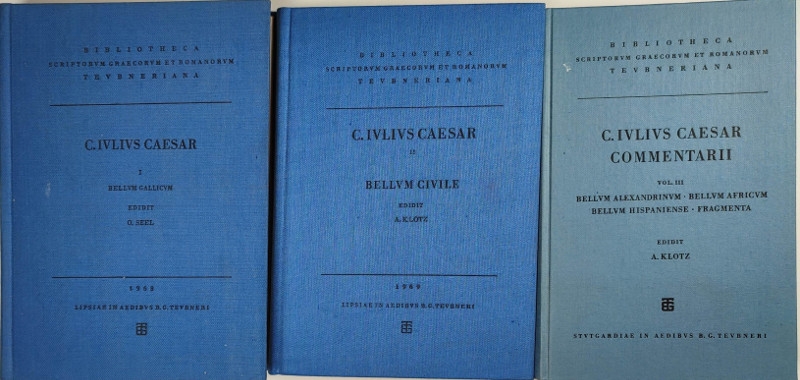 BIBLIOTHECA
SCRIPTORVM GRAECORVM ET ROMANORVM
TEVBNERIANA
C. IVLIVS CAESAR
I
BELLVM GALLICVM
EDIDIT
O. SEEL
1968
LIPSIAE IN AEDIBVS B. G. TEVBNERI
BIBLIOTHECA
SCRIPTORVM GRAECORVM ET ROMANORVM
TEVBNERIANA
C. IVLIVS CAESAR
II
BELLVM CIVILE
EDIDIT
A. KLOTZ
1969
LIPSIAE IN AEDIBVS B. G. TEVBNERI
BIBLIOTHECA
SCRIPTORVM GRAECORVM ET ROMANORVM
TEVBNERIANA
C. IVLIVS CAESAR
COMMENTARII
VOL. III
BELLVM ALEXANDRINVM · BELLVM AFRICVM
BELLVM HISPANIENSE · FRAGMENTA
EDIDIT
A. KLOTZ
STVTGARDIAE IN AEDIBVS B. G. TEVBNERI